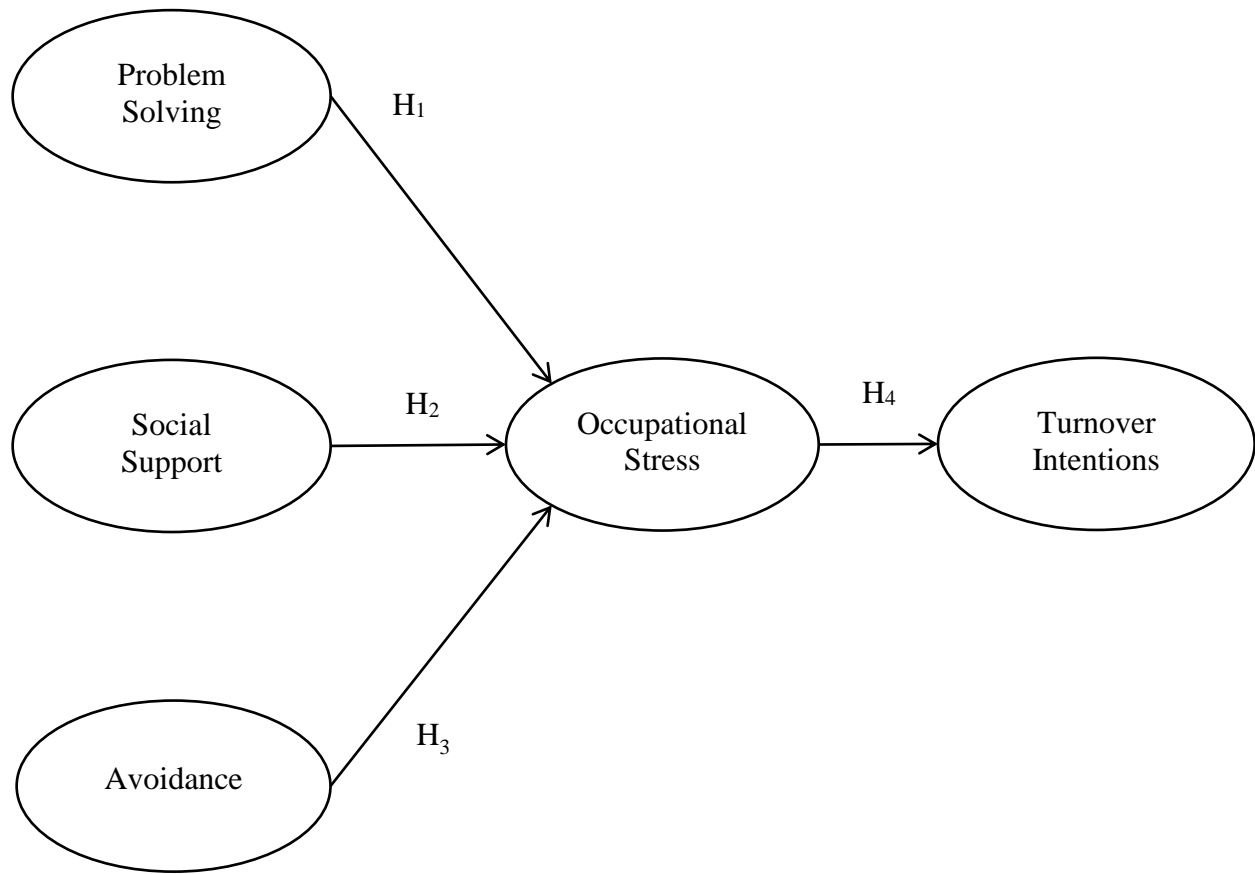 Problem
Solving
H₁
Social
Support
H₂
Occupational
Stress
H₄
Turnover
Intentions
H₃
Avoidance